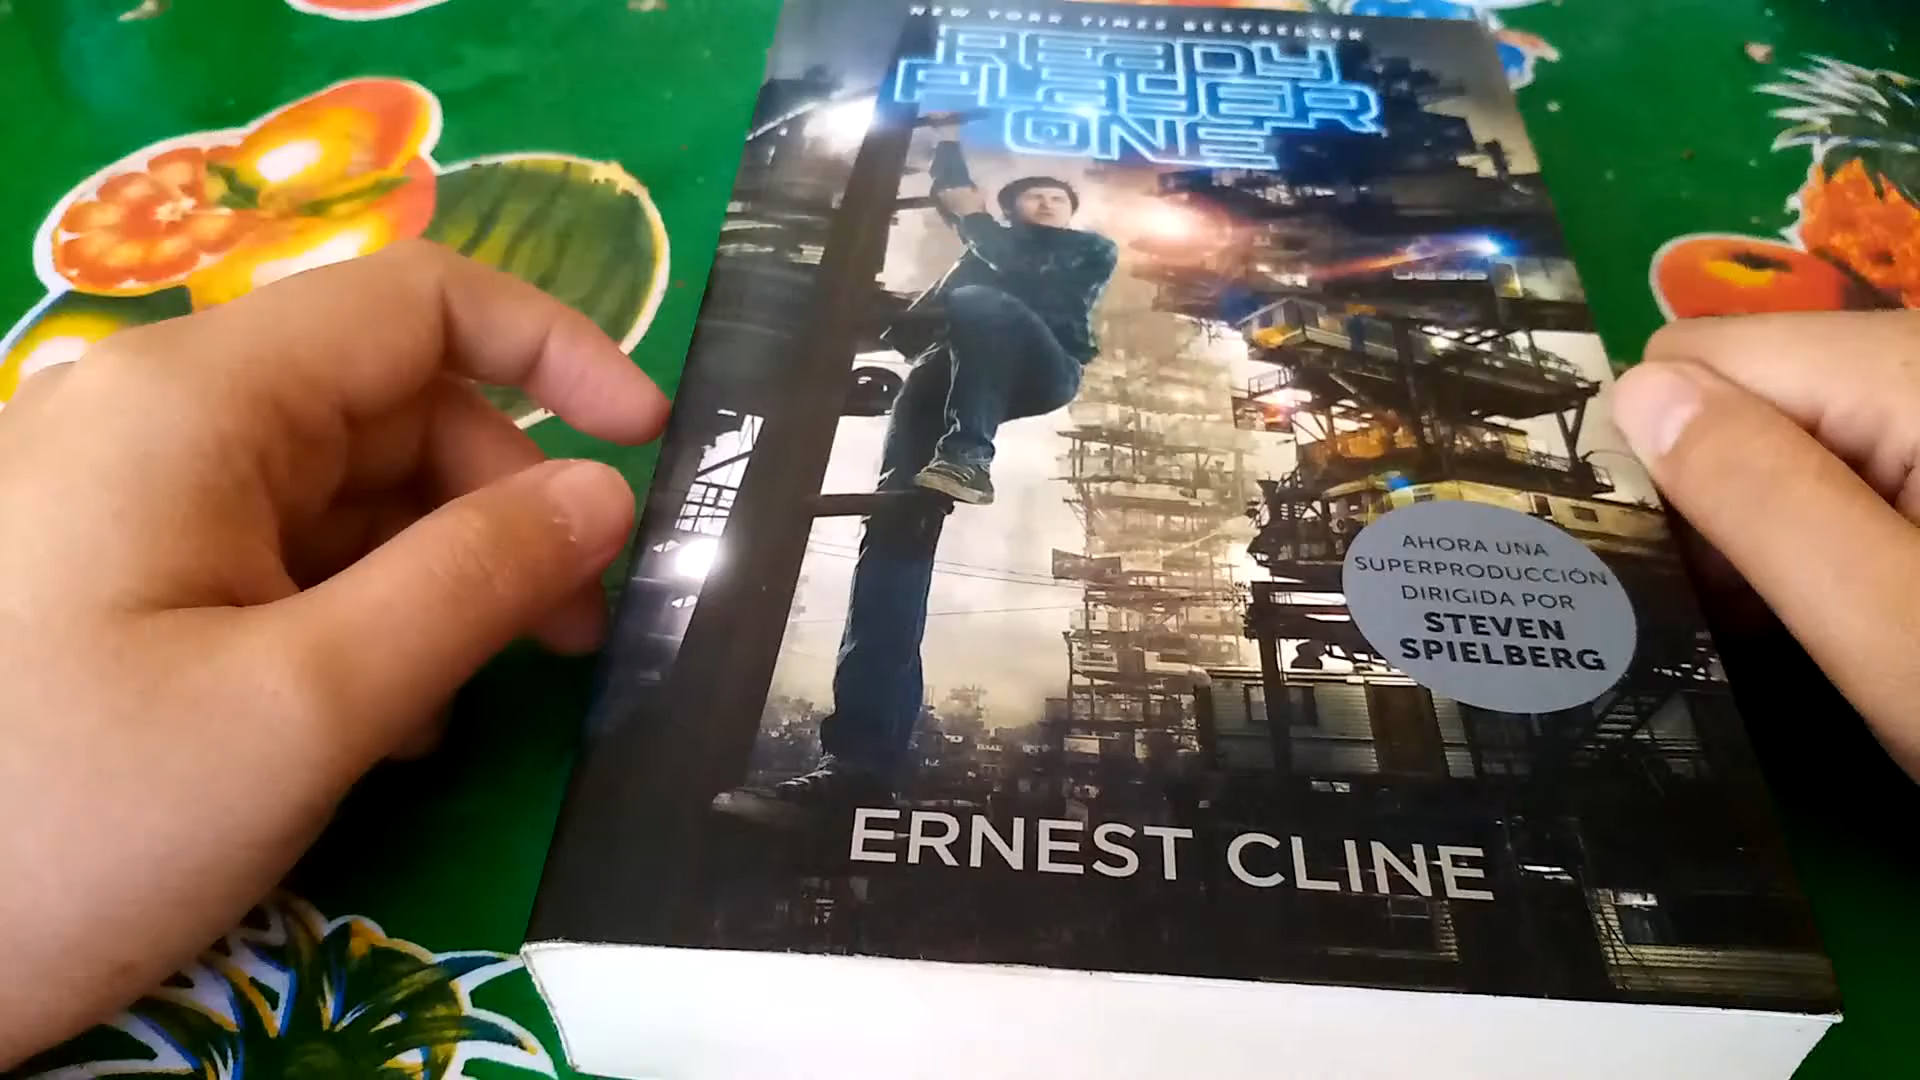 NEW YORK TIMES BESTSELLER
READY
PLAYER
ONE
AHORA UNA
SUPERPRODUCCIÓN
DIRIGIDA POR
STEVEN
SPIELBERG
ERNEST CLINE